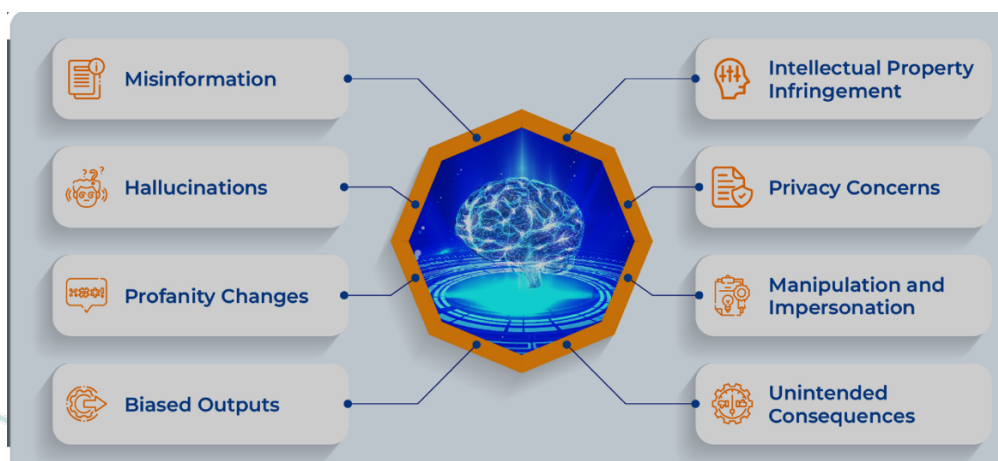 Misinformation
Hallucinations
Profanity Changes
Biased Outputs
Intellectual Property
Infringement
Privacy Concerns
Manipulation and
Impersonation
Unintended
Consequences